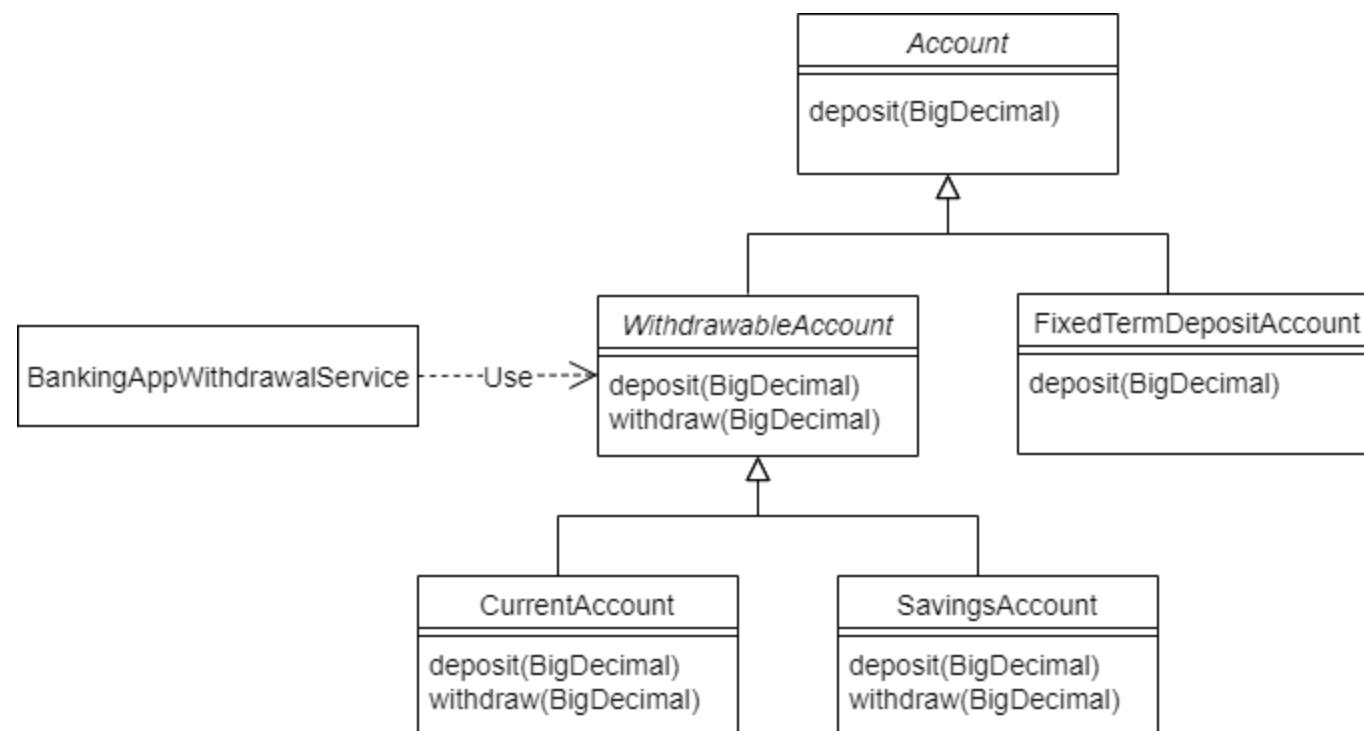 Account
deposit(BigDecimal)
WithdrawableAccount
deposit(BigDecimal)
withdraw(BigDecimal)
FixedTermDepositAccount
deposit(BigDecimal)
BankingAppWithdrawalService
Use
CurrentAccount
deposit(BigDecimal)
withdraw(BigDecimal)
SavingsAccount
deposit(BigDecimal)
withdraw(BigDecimal)